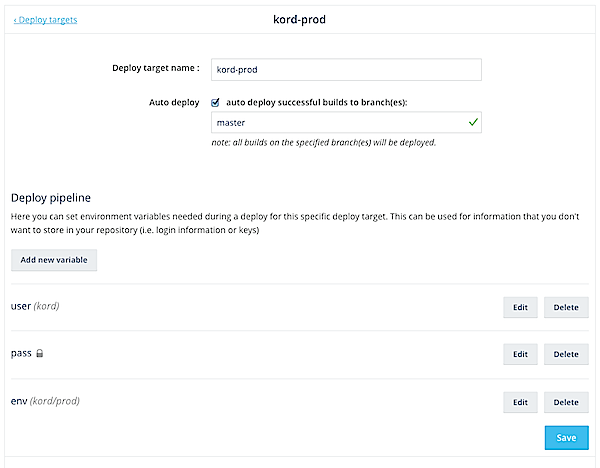 ‹ Deploy targets
kord-prod
Deploy target name : kord-prod
Auto deploy auto deploy successful builds to branch(es):
master
note: all builds on the specified branch(es) will be deployed.
Deploy pipeline
Here you can set environment variables needed during a deploy for this specific deploy target. This can be used for information that you don't
want to store in your repository (i.e. login information or keys)
Add new variable
user (kord) Edit Delete
pass Edit Delete
env (kord/prod) Edit Delete
Save